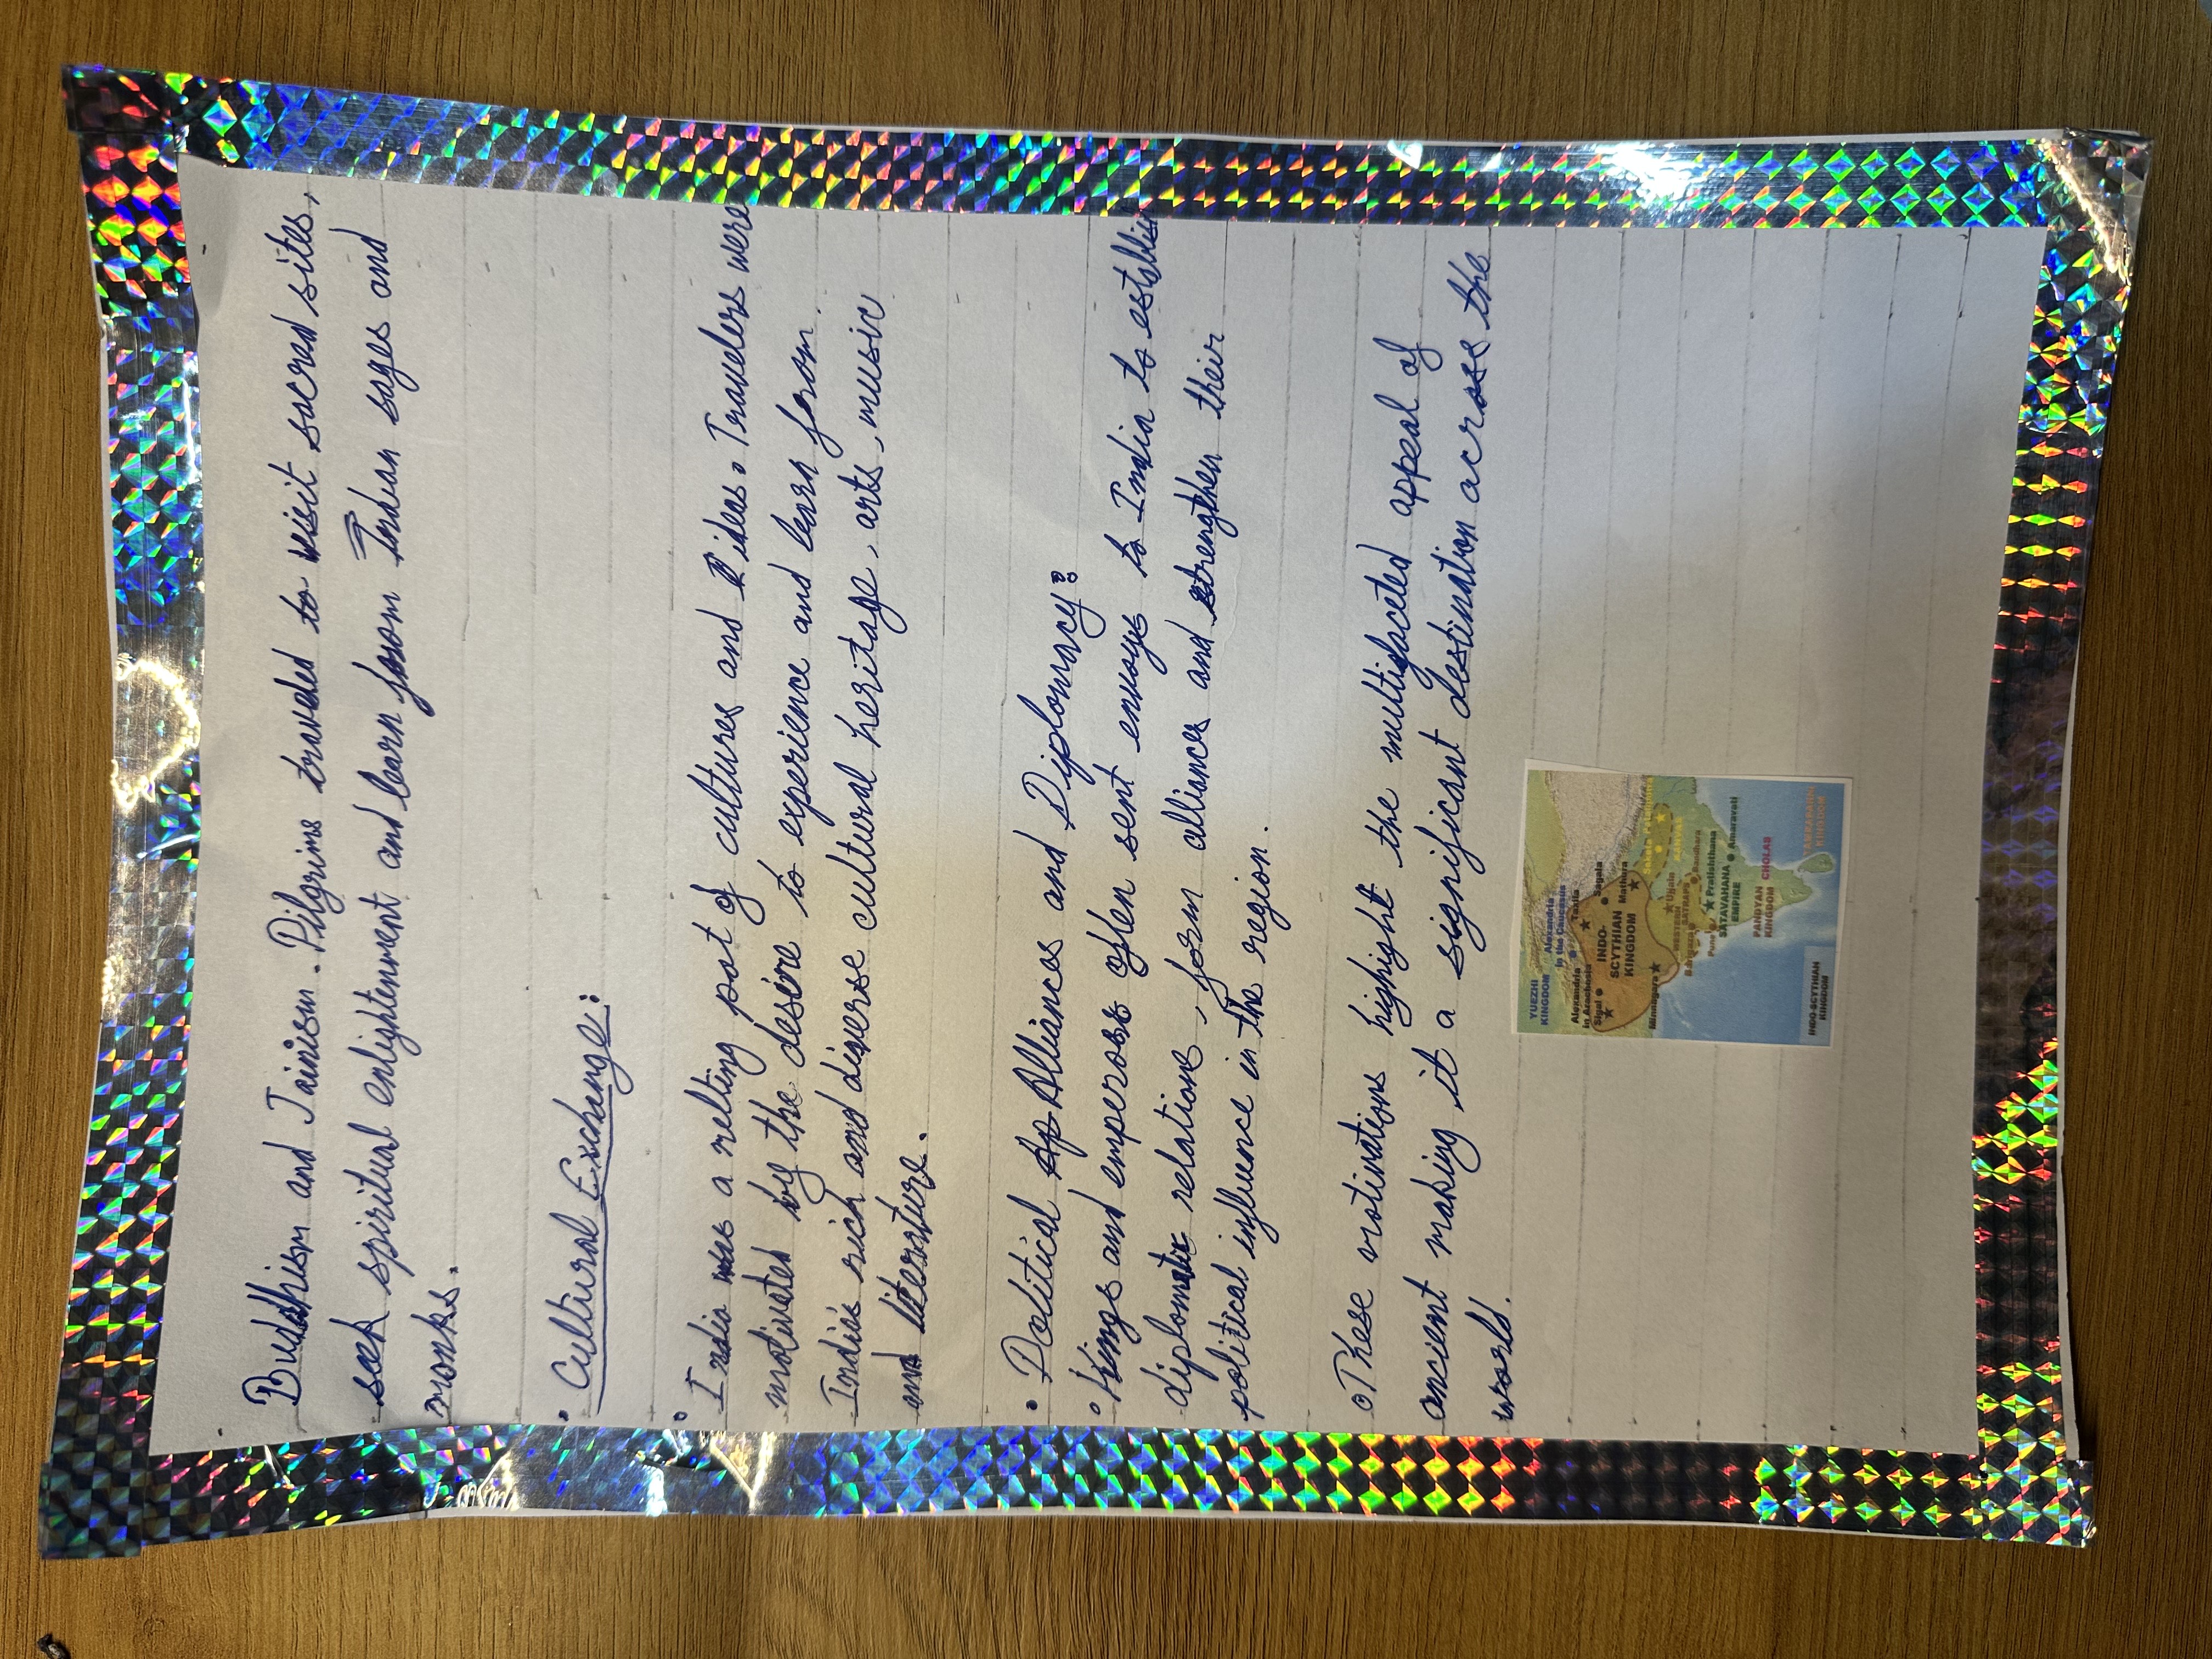 Buddhism and Jainism. Pilgrims traveled to visit sacred sites,
seek spiritual enlightenment and learn from Indian sages and
monks.
• Cultural Exchange:
° India was a melting pot of cultures and ideas. Travelers were
motivated by the desire to experience and learn from.
India's rich and diverse cultural heritage, arts, music
and literature.
• Political Ap Alliances and Diplomacy:
° Kings and emperors often sent envoys to India to establish
diplomatic relations, form alliances and strengthen their
political influence in the region.
° These motivations highight the multifaceted appeal of
ancient making it a significant destination across the
world.
YUEZHI
KINGDOM
Alexandria
in the Caucasus
Alexandria
in Arachosia
Taxila
Sigal
Sagala
INDO-
SCYTHIAN
KINGDOM
Mathura
Minnagara
Saketa Pataliputra
KANVAS
Ujjain
WESTERN
SATRAPS
Barigaza
Pune
Pratishthana
SATAVAHANA
EMPIRE
Amaravati
PANDYAN
KINGDOM
CHOLAS
TAMRAPARNI
KINGDOM
INDO-SCYTHIAN
KINGDOM